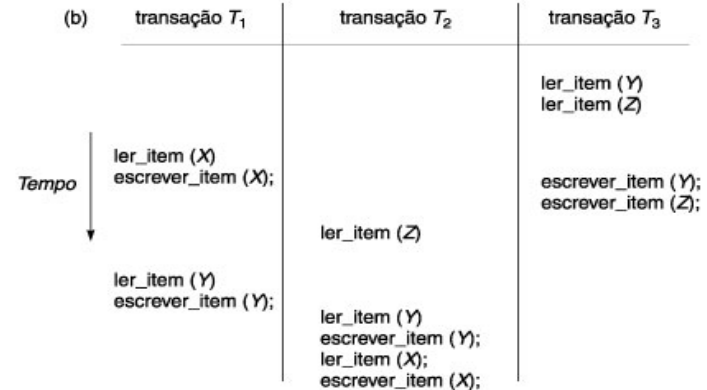 (b) transação T1 transação T2 transação T3
ler_item (Y)
ler_item (Z)
ler_item (X)
escrever_item (X);
Tempo
escrever_item (Y);
escrever_item (Z);
ler_item (Z)
ler_item (Y)
escrever_item (Y);
ler_item (Y)
escrever_item (Y);
ler_item (X);
escrever_item (X);